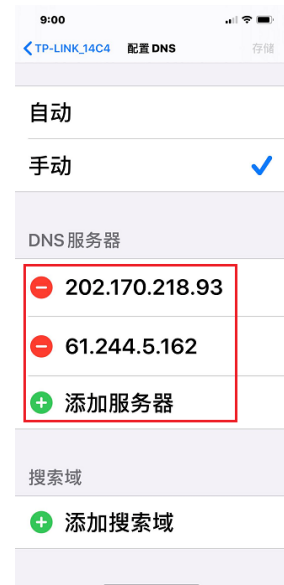 9:00
TP-LINK_14C4 配置 DNS 存储
自动
手动
DNS 服务器
202.170.218.93
61.244.5.162
添加服务器
搜索域
添加搜索域